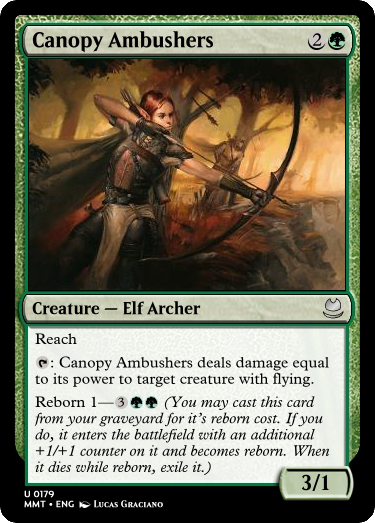 Canopy Ambushers 2
Creature — Elf Archer
Reach
: Canopy Ambushers deals damage equal
to its power to target creature with flying.
Reborn 1—3 (You may cast this card
from your graveyard for it's reborn cost. If you
do, it enters the battlefield with an additional
+1/+1 counter on it and becomes reborn. When
it dies while reborn, exile it.)
3/1
U 0179
MMT • ENG Lucas Graciano